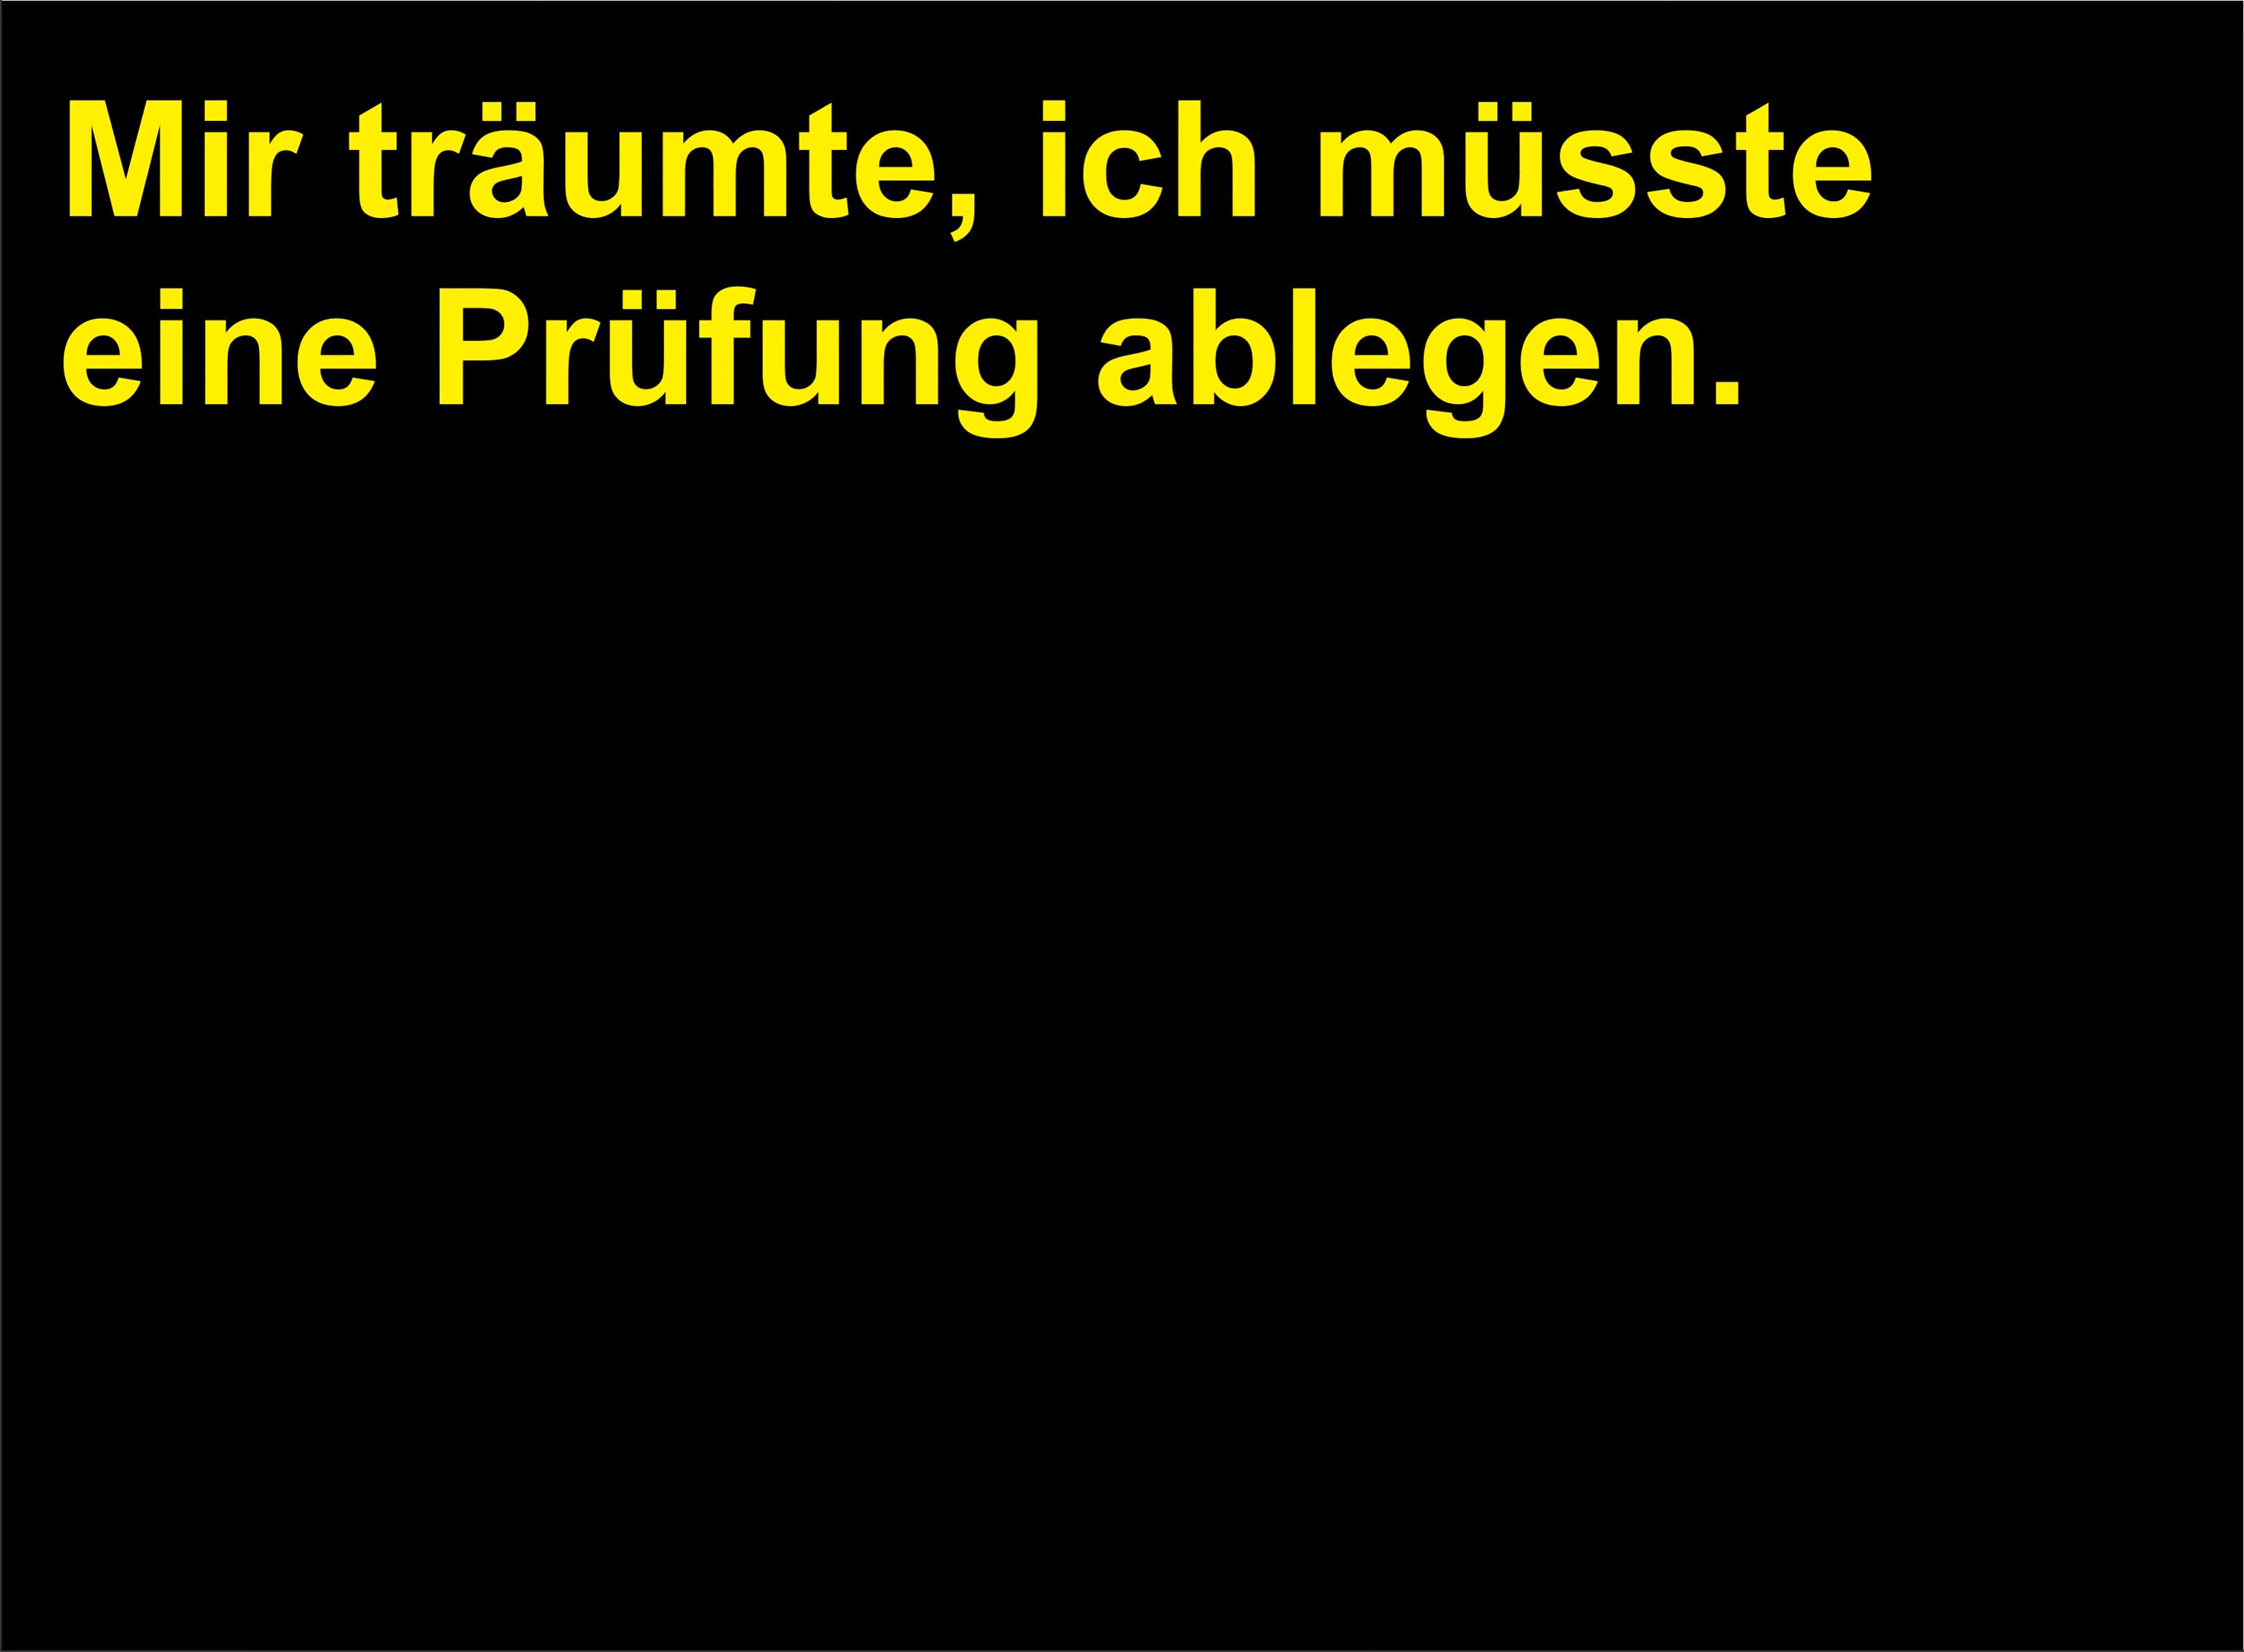 Mir träumte, ich müsste
eine Prüfung ablegen.